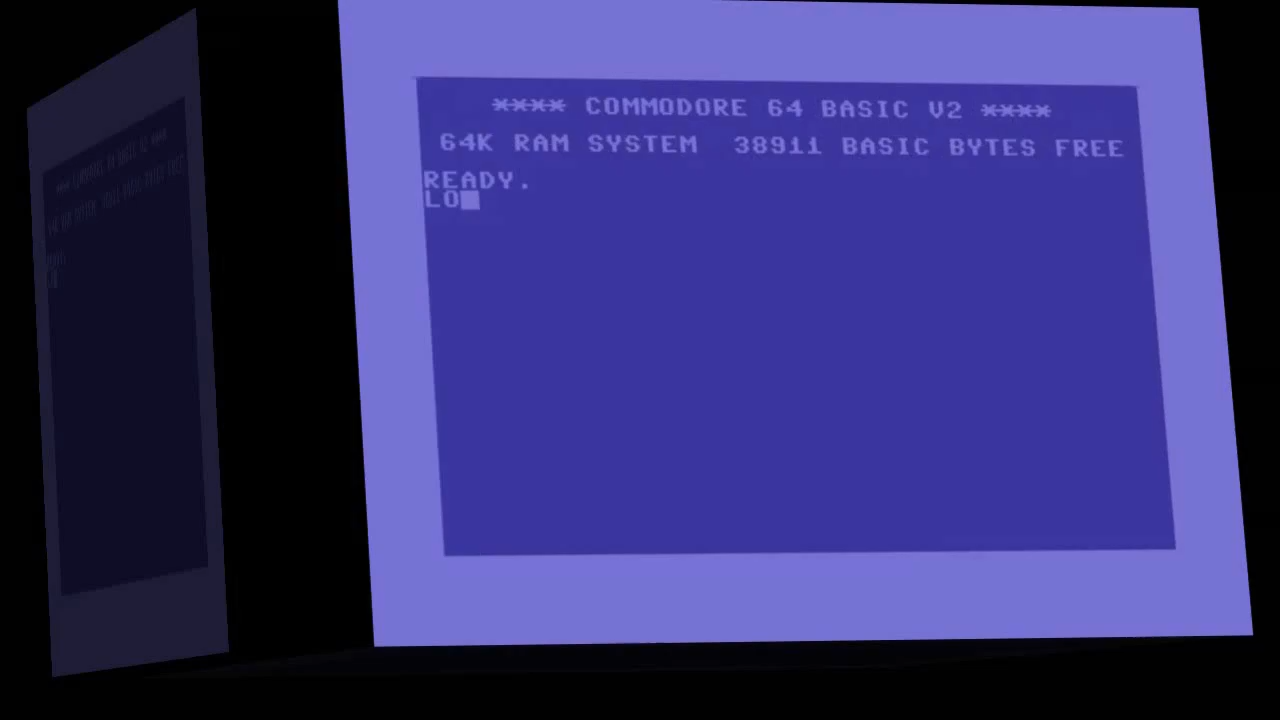 **** COMMODORE 64 BASIC V2 ****
64K RAM SYSTEM  38911 BASIC BYTES FREE
READY.
LO